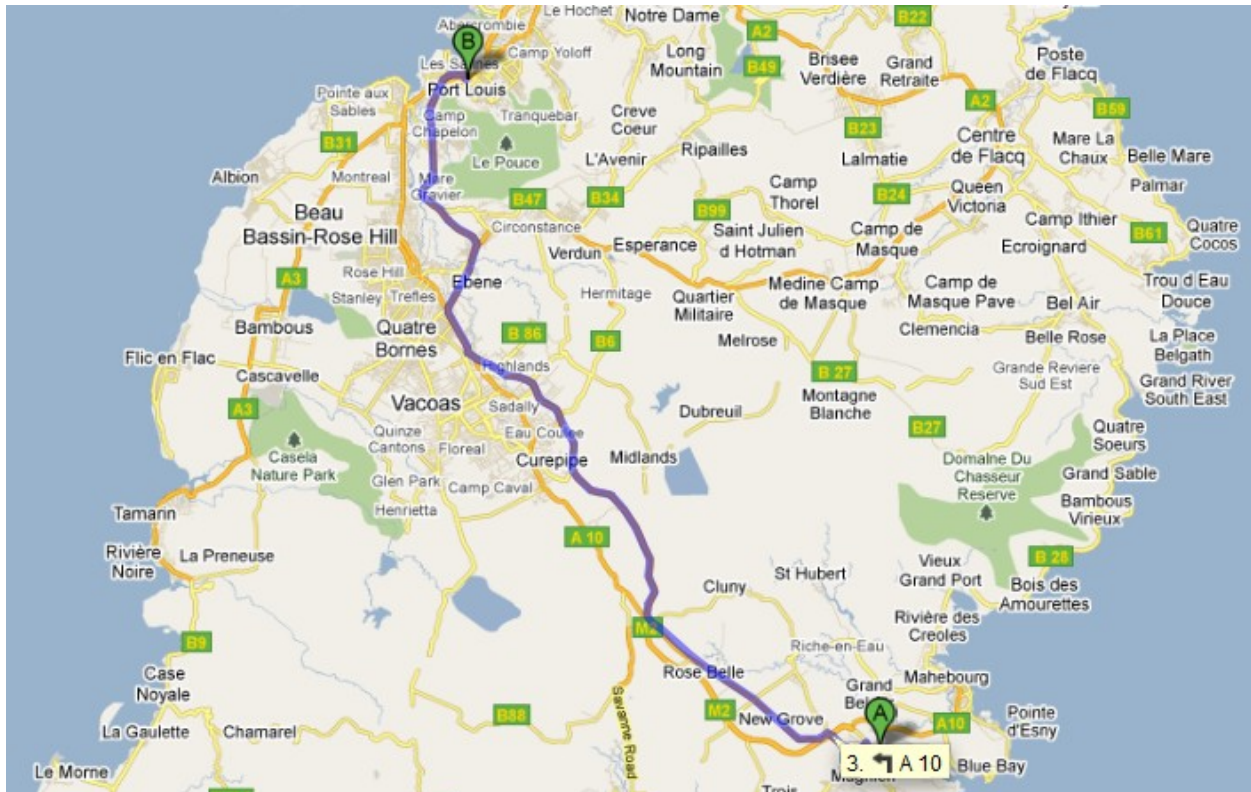 Abercrombie
Le Hochet
Notre Dame
A2
B22
B
Les Salines
Camp Yoloff
Long
Mountain
B49
Brisee
Verdière
Grand
Retraite
Poste
de Flacq
Port Louis
Pointe aux
Sables
Camp
Chapelon
Tranquebar
Creve
Coeur
A2
B59
B31
Le Pouce
B23
Centre
de Flacq
Mare La
Chaux
L'Avenir
Ripailles
Lalmatie
Belle Mare
Albion
Montreal
Mare
Gravier
B47
B34
Camp
Thorel
B24
Queen
Victoria
Palmar
Beau
Bassin-Rose Hill
Circonstance
B99
Saint Julien
d Hotman
Camp de
Masque
Camp Ithier
B61
Quatre
Cocos
Verdun
Esperance
Ecroignard
A3
Rose Hill
Ebene
Stanley
Trefles
Hermitage
Quartier
Militaire
Medine Camp
de Masque
Camp de
Masque Pave
Bel Air
Trou d Eau
Douce
Bambous
Quatre
Bornes
B 86
B6
Melrose
Clemencia
Belle Rose
La Place
Belgath
Flic en Flac
Cascavelle
Highlands
B 27
Grande Reviere
Sud Est
Grand River
South East
A3
Vacoas
Sadally
Dubreuil
Montagne
Blanche
Quinze
Cantons
Floreal
Eau Coulee
B27
Quatre
Soeurs
Casela
Nature Park
Curepipe
Midlands
Domaine Du
Chasseur
Reserve
Grand Sable
Glen Park
Camp Caval
Henrietta
Bambous
Virieux
Tamarin
A 10
Rivière
Noire
La Preneuse
Cluny
St Hubert
Vieux
Grand Port
B 28
Bois des
Amourettes
B9
M2
Rivière des
Creoles
Riche-en-Eau
Case
Noyale
Rose Belle
Mahebourg
Grand
Savanne Road
M2
New Grove
A
A10
Pointe
d'Esny
La Gaulette
Chamarel
B88
3. A 10
Blue Bay
Le Morne
Trois